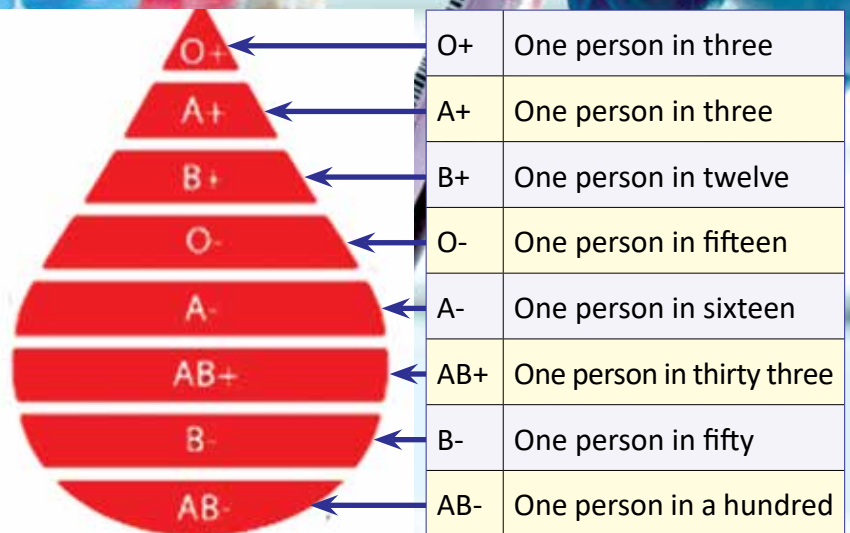 O+
A+
B+
O-
A-
AB+
B-
AB-
O+ One person in three
A+ One person in three
B+ One person in twelve
O- One person in fifteen
A- One person in sixteen
AB+ One person in thirty three
B- One person in fifty
AB- One person in a hundred